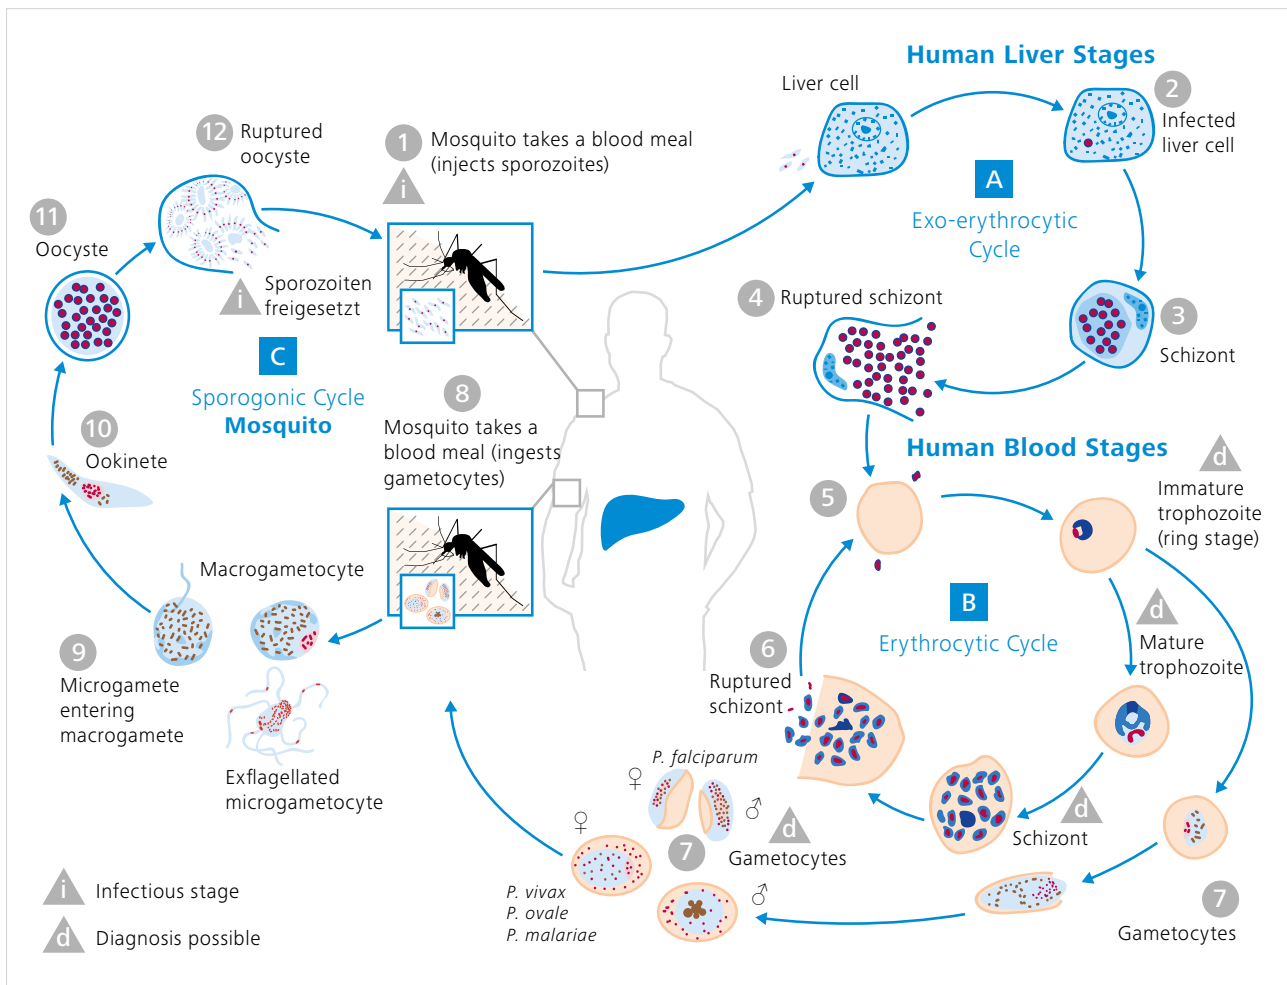 Human Liver Stages
Liver cell
2
Infected
liver cell
12
Ruptured
oocyste
1
Mosquito takes a blood meal
(injects sporozoites)
i
A
Exo-erythrocytic
Cycle
11
Oocyste
i
Sporozoiten
freigesetzt
4
Ruptured schizont
3
Schizont
C
Sporogonic Cycle
Mosquito
8
Mosquito takes a
blood meal (ingests
gametocytes)
10
Ookinete
Human Blood Stages
d
Immature
trophozoite
(ring stage)
5
Macrogametocyte
B
Erythrocytic Cycle
d
Mature
trophozoite
9
Microgamete
entering
macrogamete
6
Ruptured
schizont
Exflagellated
microgametocyte
P. falciparum
♀
♂
♀
d
7
Gametocytes
d
Schizont
i
Infectious stage
P. vivax
P. ovale
P. malariae
♂
7
Gametocytes
d
Diagnosis possible